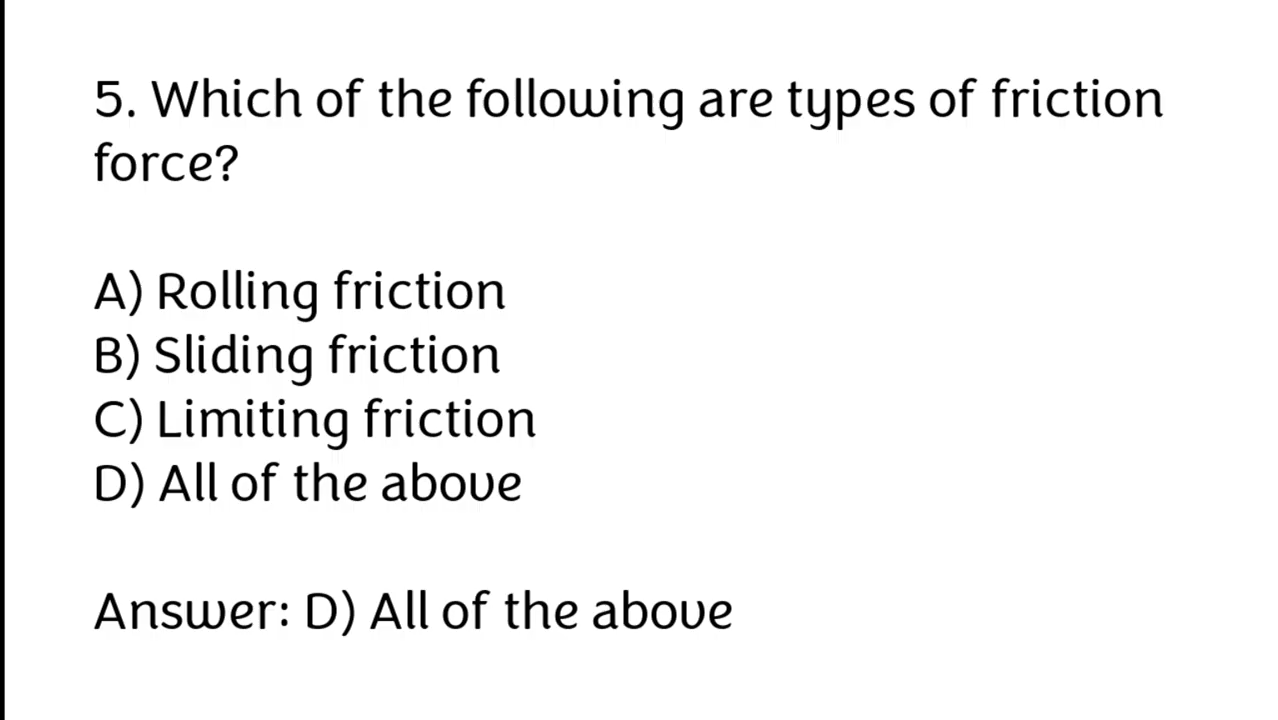 5. Which of the following are types of friction
force?
A) Rolling friction
B) Sliding friction
C) Limiting friction
D) All of the above
Answer: D) All of the above